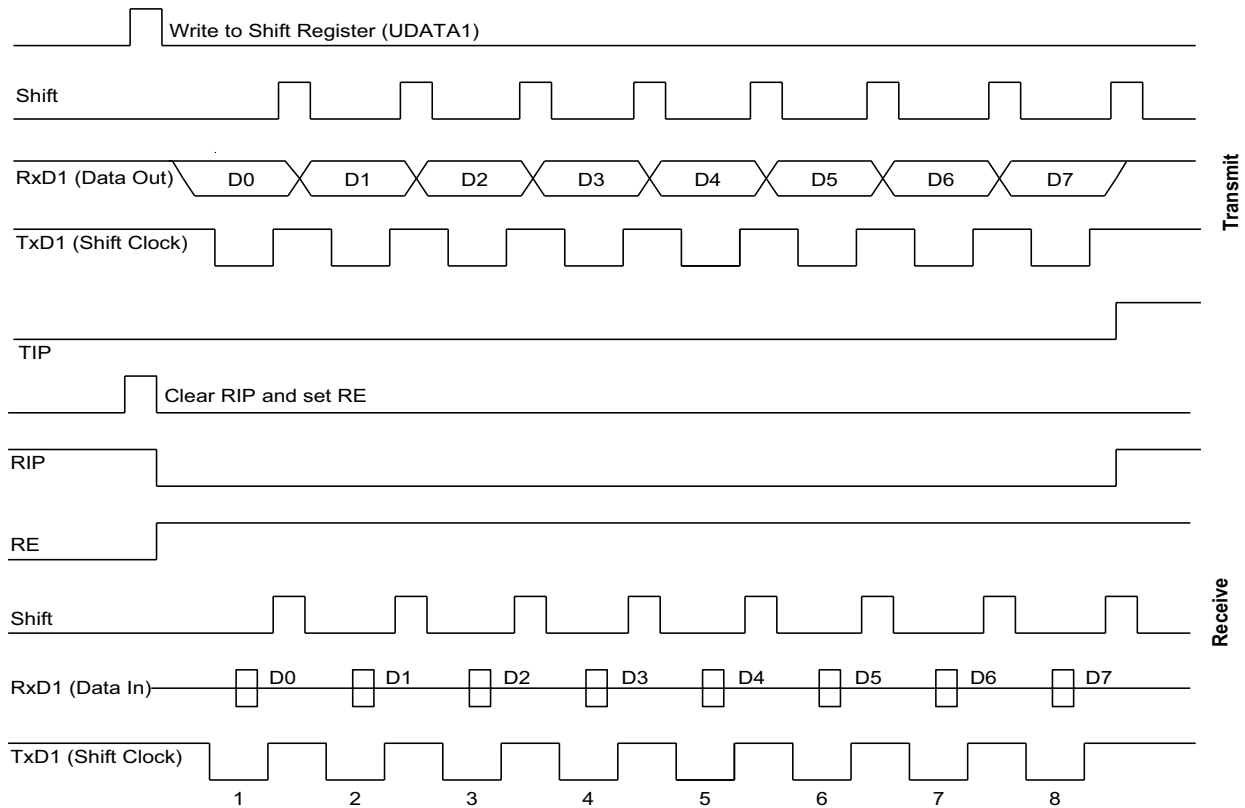 Write to Shift Register (UDATA1)
Shift
RxD1 (Data Out)
D0 D1 D2 D3 D4 D5 D6 D7
TxD1 (Shift Clock)
TIP
Transmit
Clear RIP and set RE
RIP
RE
Shift
RxD1 (Data In)
D0 D1 D2 D3 D4 D5 D6 D7
TxD1 (Shift Clock)
1 2 3 4 5 6 7 8
Receive